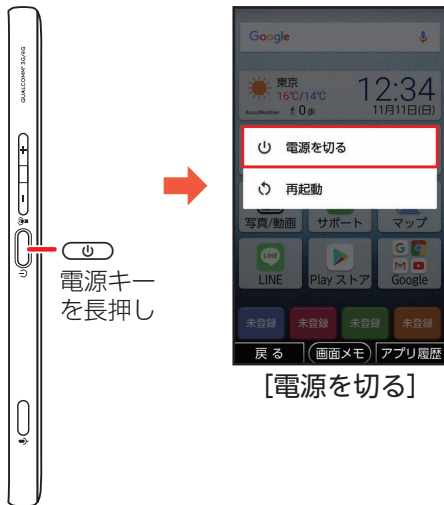 QUALCOMM® 3G/4G
+
-
電源キー
を長押し
Google
東京
16℃/14℃
AccuWeather
0歩
12:34
11月11日(日)
電源を切る
再起動
写真/動画
サポート
マップ
LINE
LINE
Play ストア
Google
未登録
未登録
未登録
未登録
戻る
画面メモ
アプリ履歴
[電源を切る]